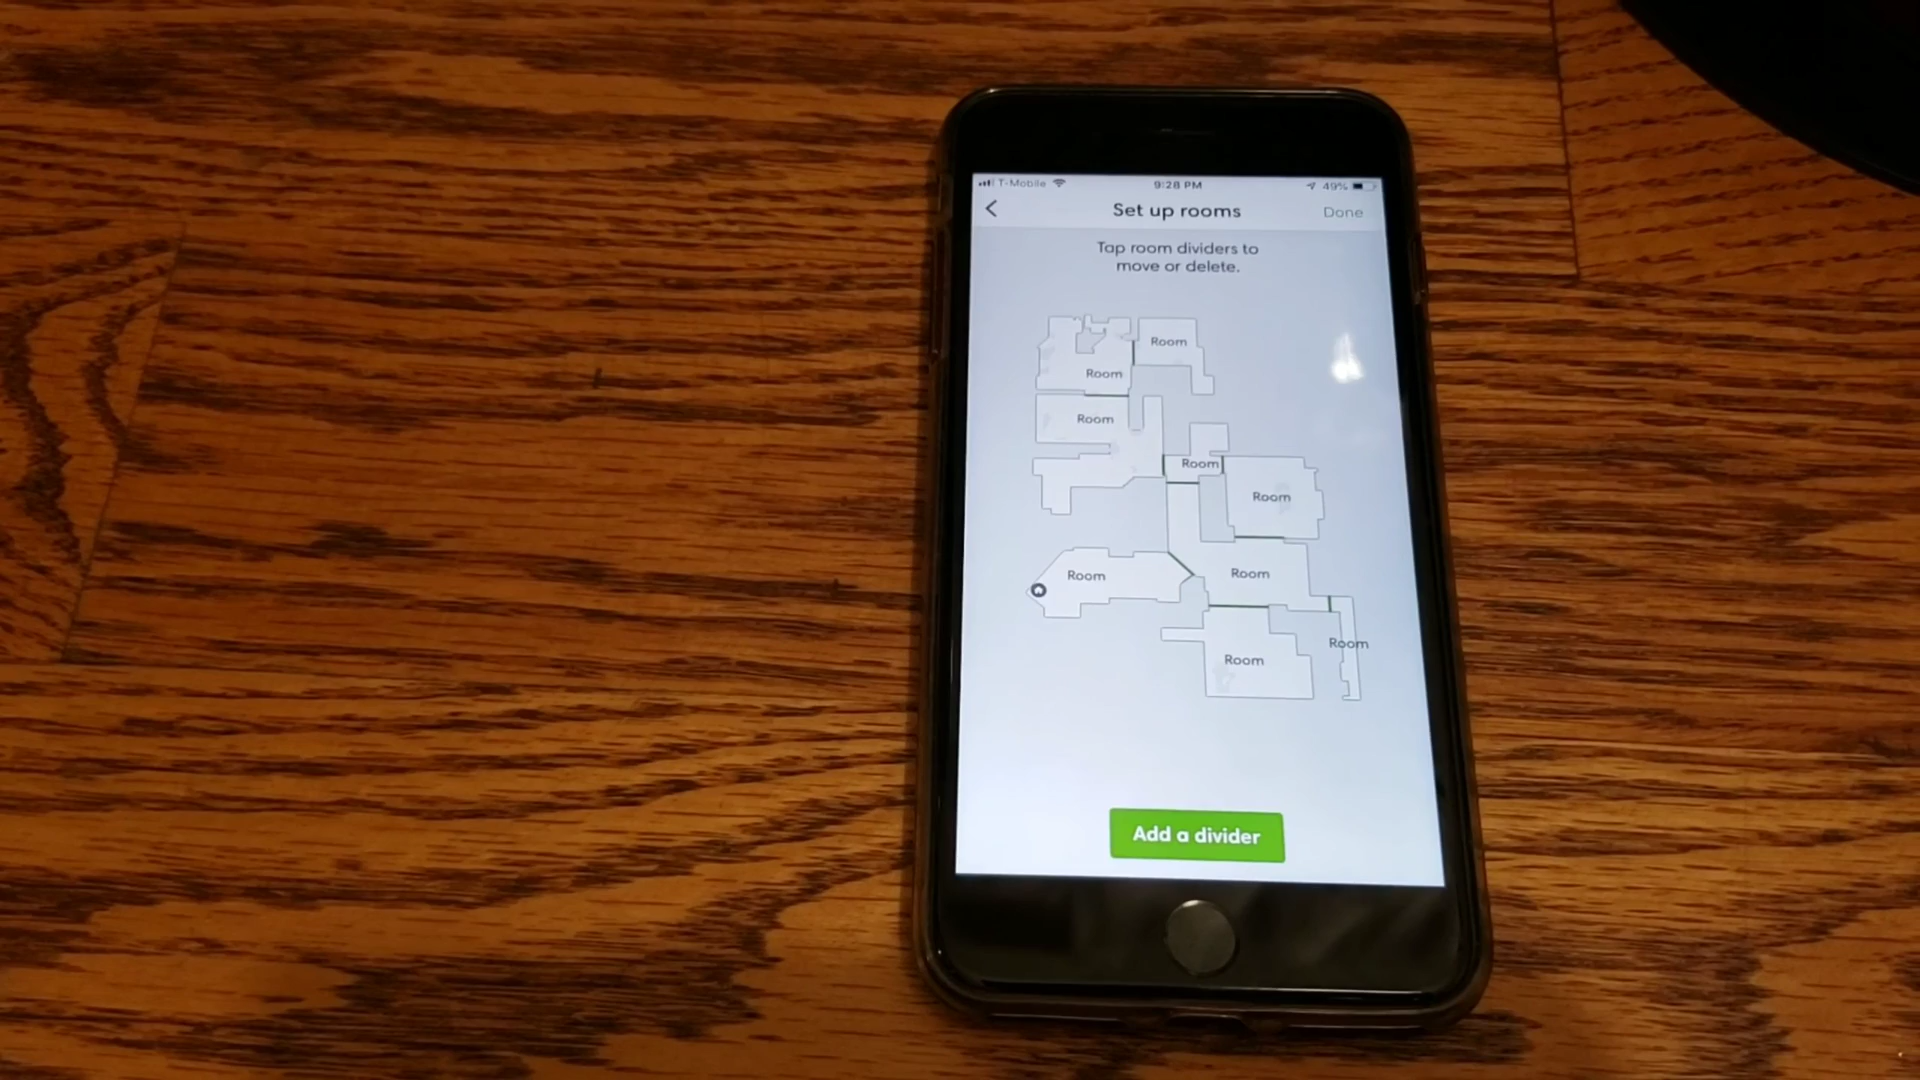 T-Mobile
9:28 PM
49%
Set up rooms
Done
Tap room dividers to
move or delete.
Room
Room
Room
Room
Room
Room
Room
Room
Room
Add a divider